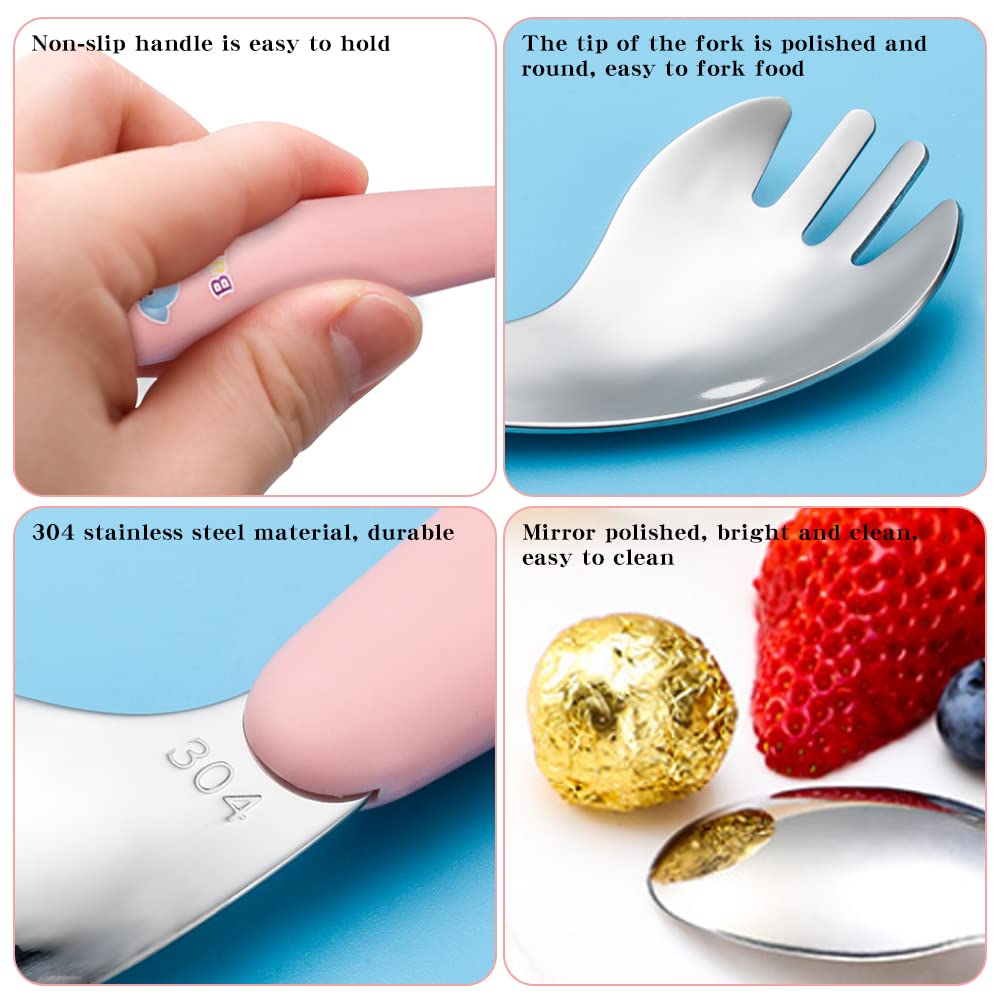 Non-slip handle is easy to hold
The tip of the fork is polished and
round, easy to fork food
B
304 stainless steel material, durable
304
Mirror polished, bright and clean,
easy to clean